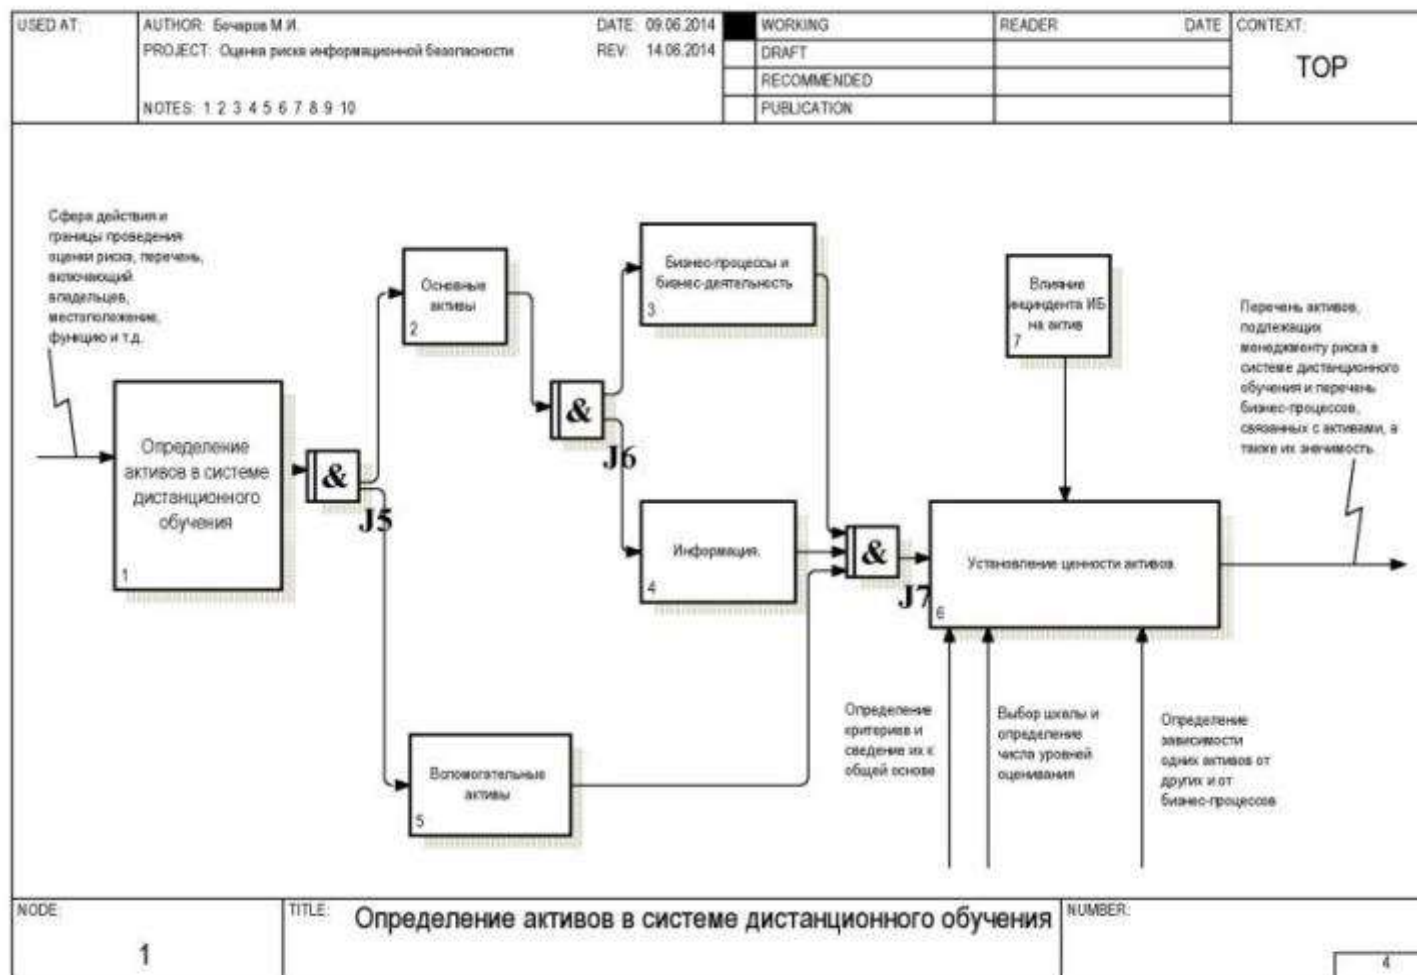 USED AT:
AUTHOR: Бочаров М.И.
DATE: 09.06.2014
PROJECT: Оценка риска информационной безопасности
REV: 14.06.2014
NOTES: 1 2 3 4 5 6 7 8 9 10
WORKING
DRAFT
RECOMMENDED
PUBLICATION
READER
DATE
CONTEXT:
TOP
Сфера действия и
границы проведения
оценки риска, перечень,
включающий
владельцев,
местоположение,
функцию и т.д.
Определение
активов в системе
дистанционного
обучения
1
&
J5
Основные
активы
2
&
J6
Бизнес-процессы и
бизнес-деятельность
3
Информация.
4
Вспомогательные
активы
5
&
J7
Влияние
инциндента ИБ
на актив
7
Установление ценности активов
6
Перечень активов,
подлежащих
менеджменту риска в
системе дистанционного
обучения и перечень
бизнес-процессов,
связанных с активами, а
также их значимость.
Определение
критериев и
сведение их к
общей основе
Выбор шкалы и
определение
числа уровней
оценивания
Определение
зависимости
одних активов от
других и от
бизнес-процессов
NODE:
1
TITLE:
Определение активов в системе дистанционного обучения
NUMBER:
4